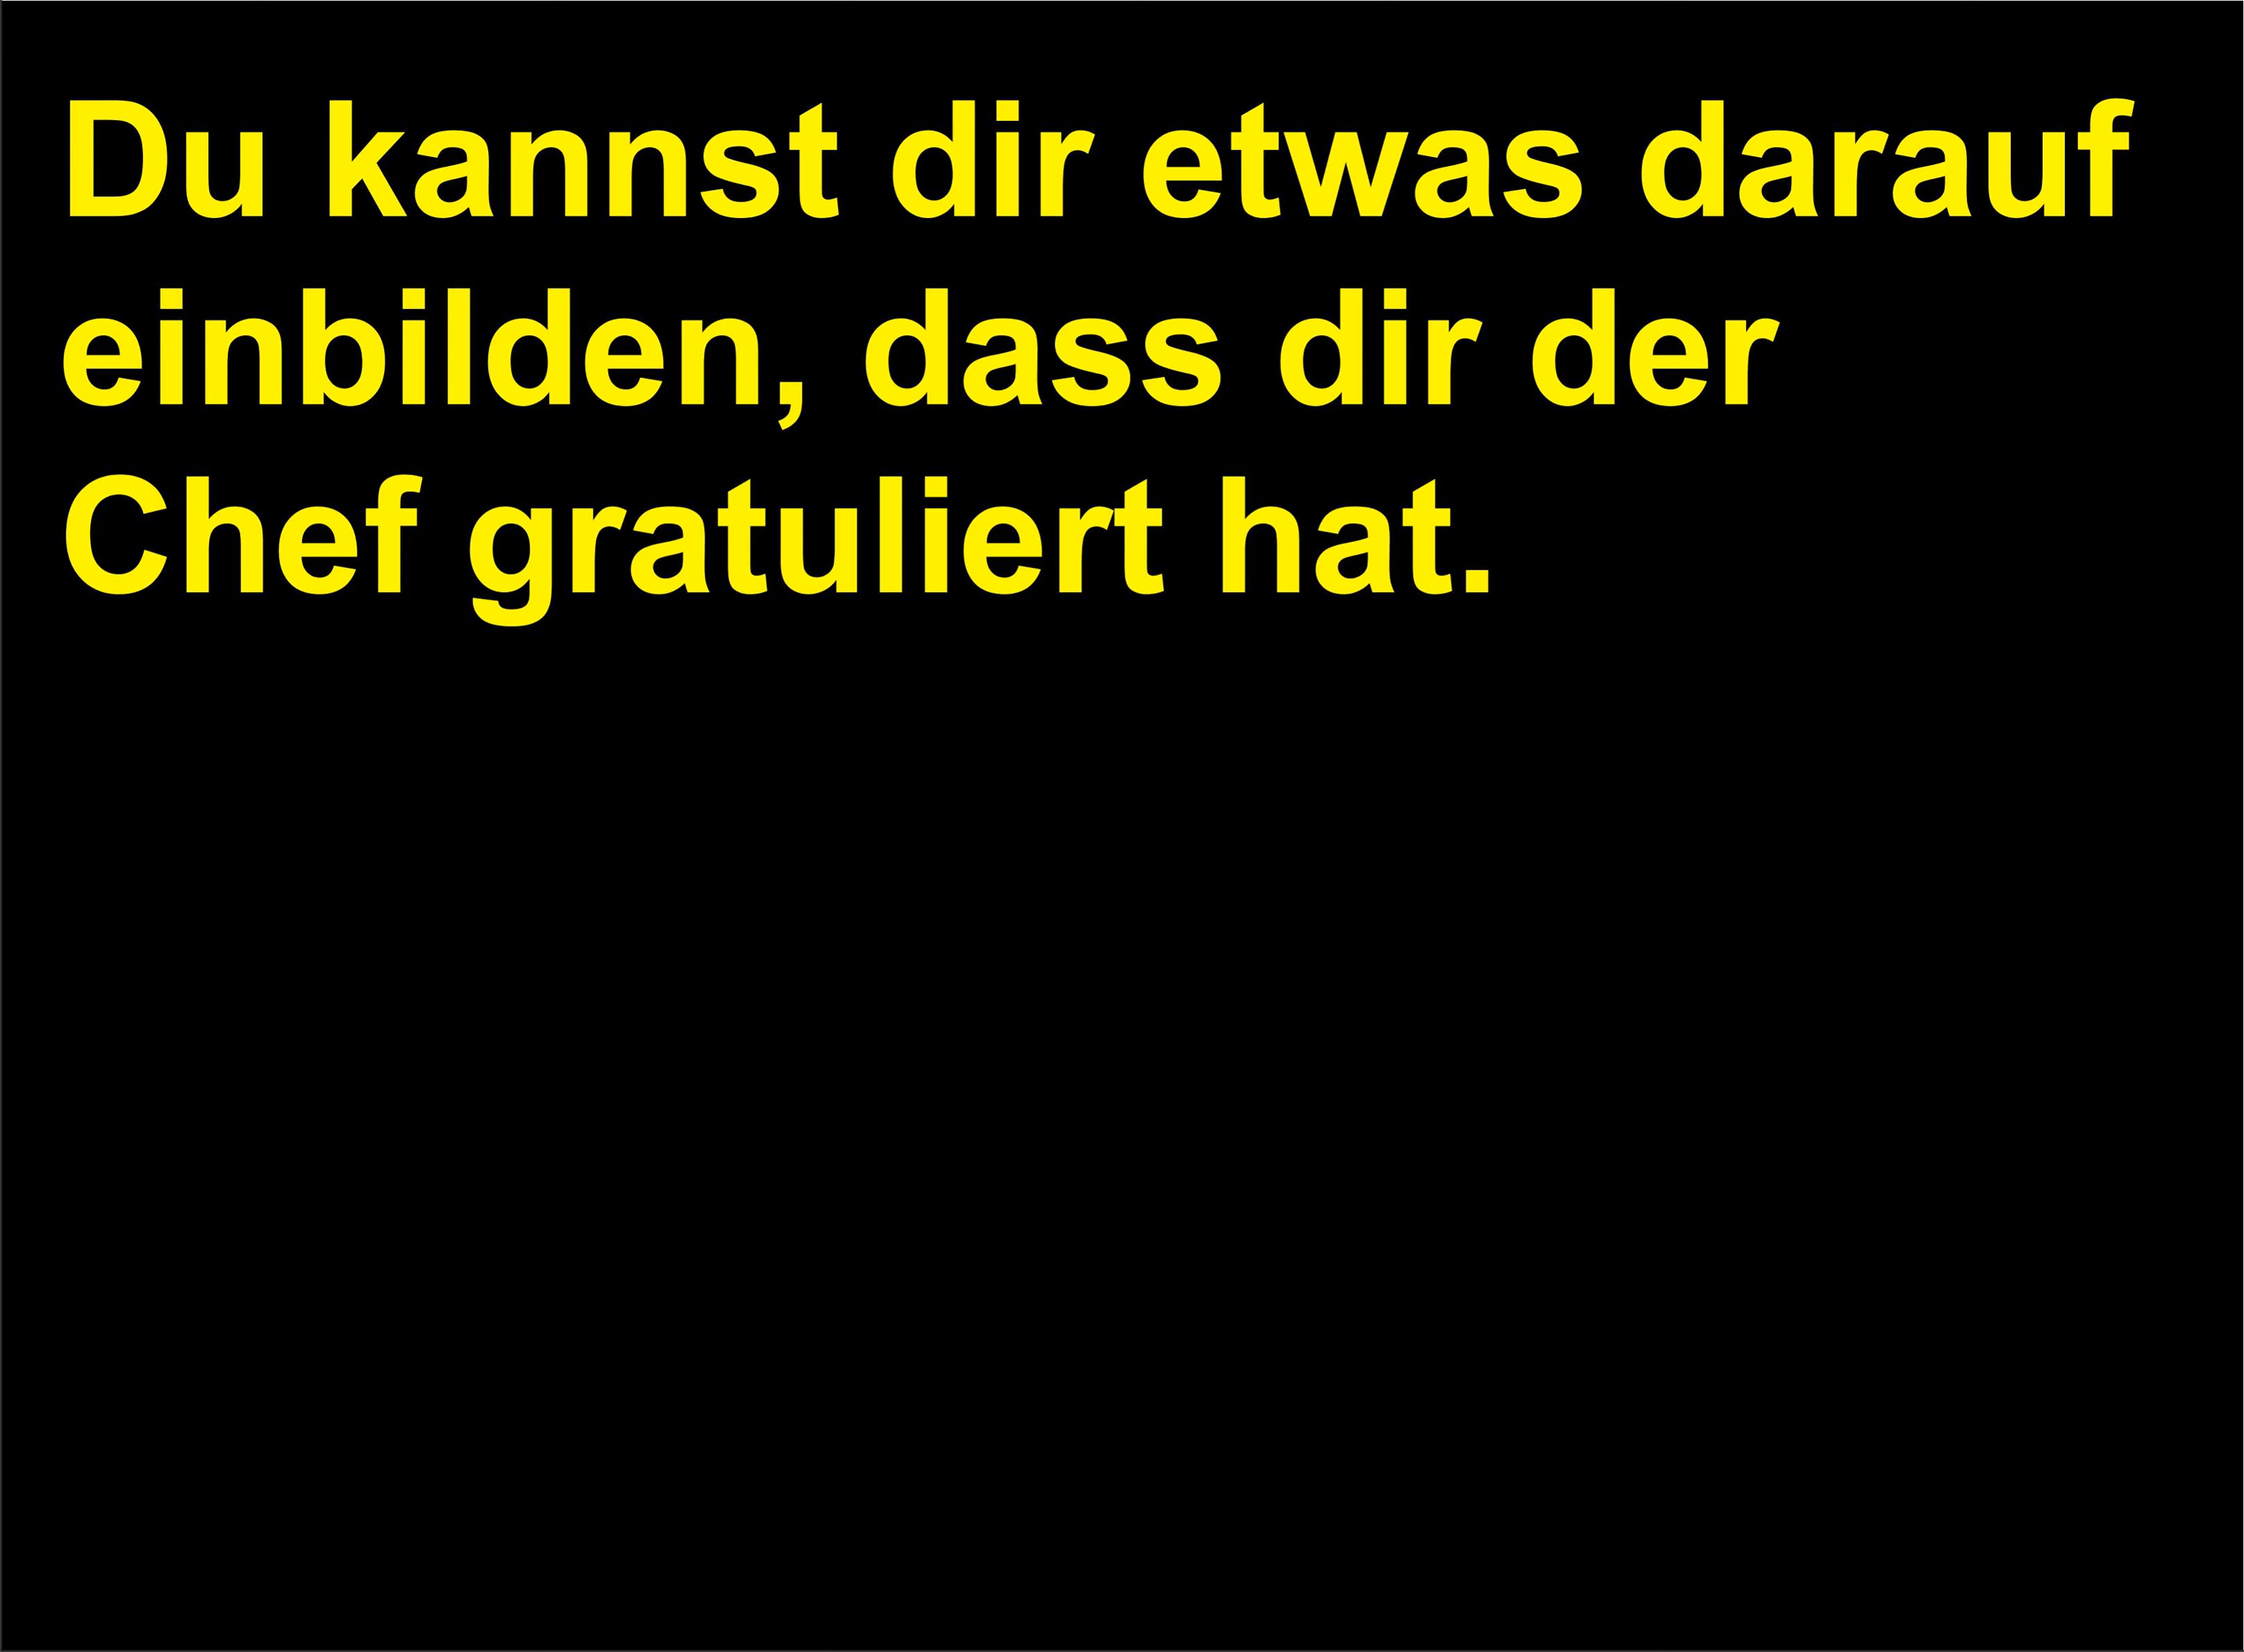 Du kannst dir etwas darauf
einbilden, dass dir der
Chef gratuliert hat.